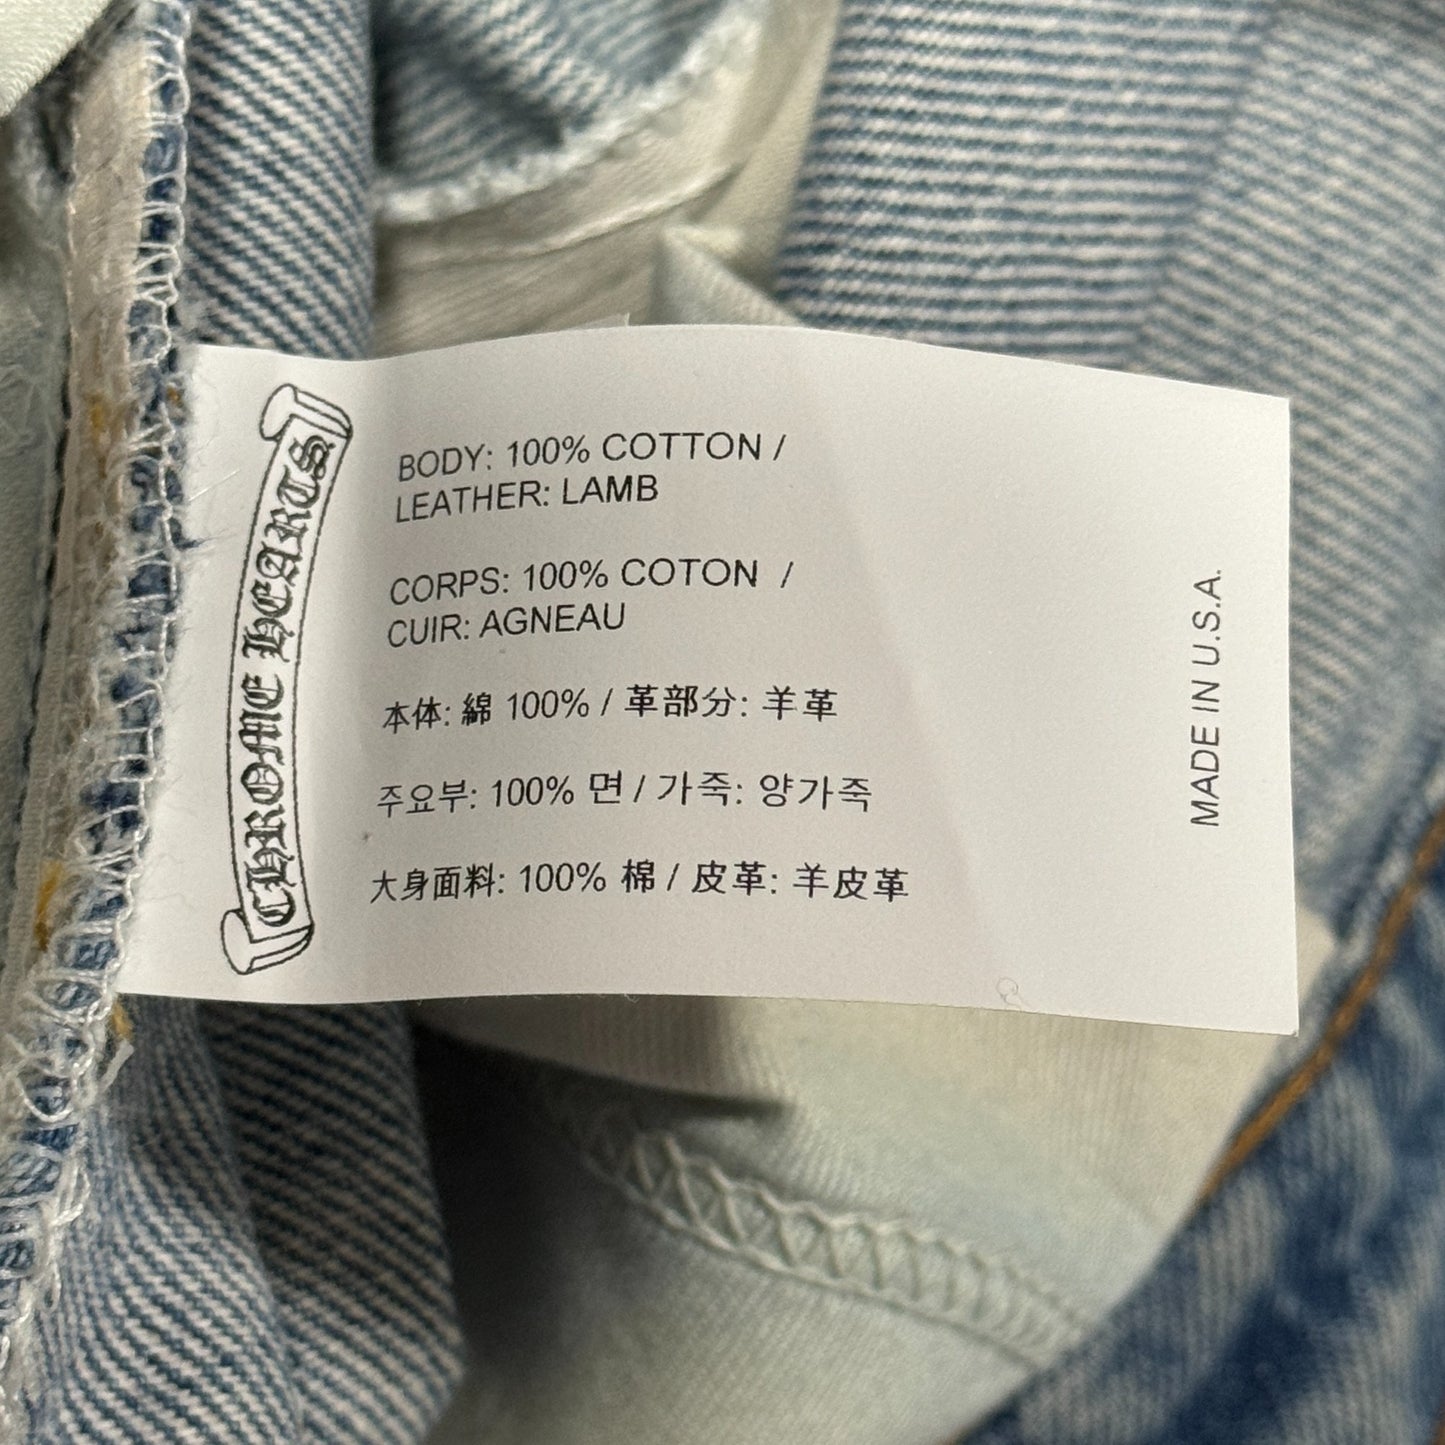 CHROME HEARTS
BODY: 100% COTTON /
LEATHER: LAMB
CORPS: 100% COTON /
CUIR: AGNEAU
本体: 綿 100% / 革部分: 羊革
주요부: 100% 면 / 가죽: 양가죽
大身面料: 100% 棉 / 皮革: 羊皮革
MADE IN U.S.A.